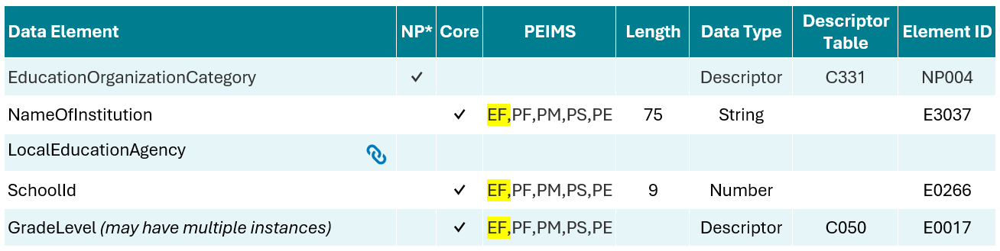 Data Element NP* Core PEIMS Length Data Type Descriptor Table Element ID
EducationOrganizationCategory ✓ Descriptor C331 NP004
NameOfInstitution ✓ EF,PF,PM,PS,PE 75 String E3037
LocalEducationAgency
SchoolId ✓ EF,PF,PM,PS,PE 9 Number E0266
GradeLevel (may have multiple instances) ✓ EF,PF,PM,PS,PE Descriptor C050 E0017